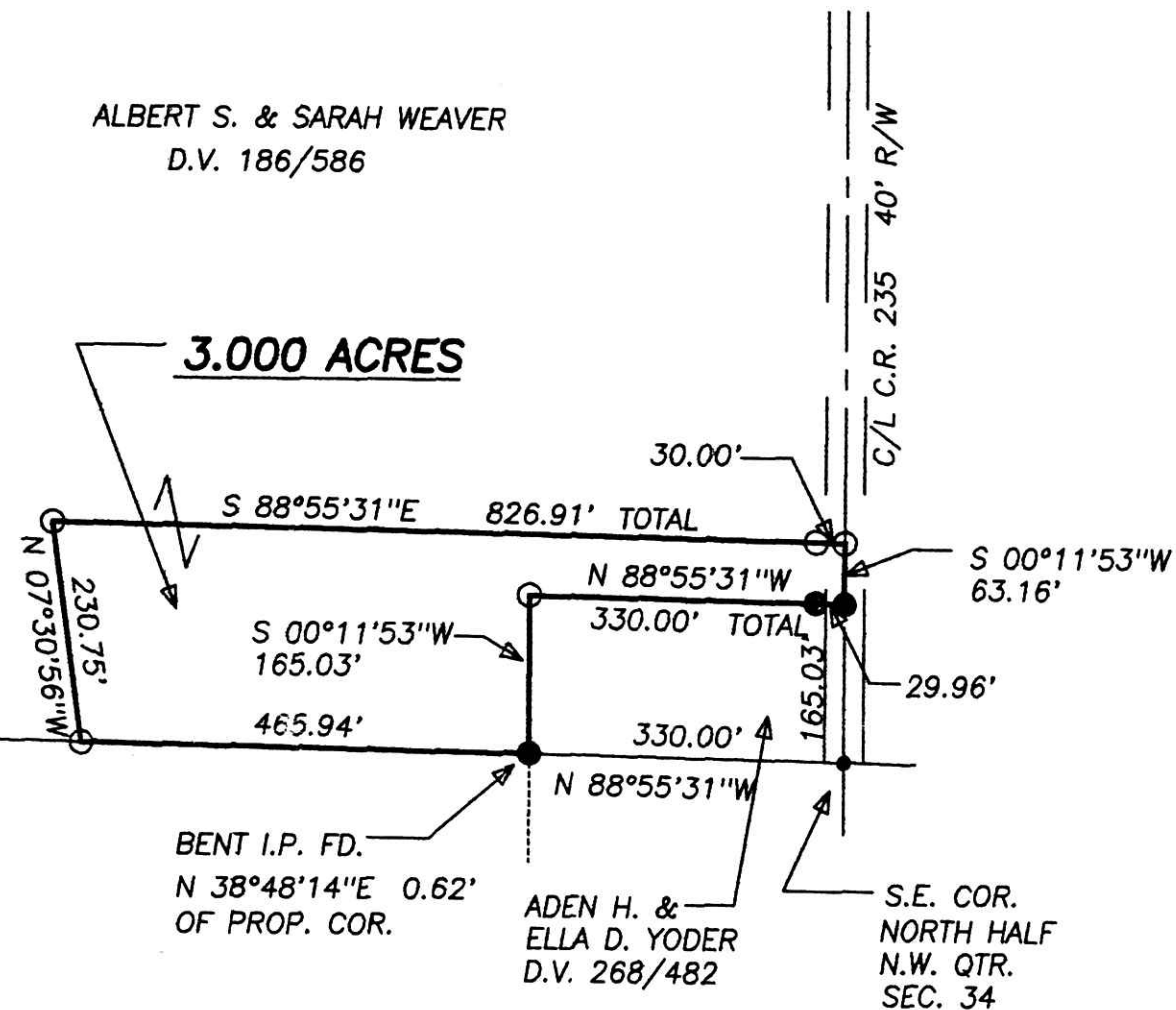 ALBERT S. & SARAH WEAVER
D.V. 186/586
C/L C.R. 235 40' R/W
3.000 ACRES
30.00'
S 88°55'31"E 826.91' TOTAL
S 00°11'53"W
63.16'
N 88°55'31"W
330.00' TOTAL
N 07°30'56"W
230.75'
S 00°11'53"W
165.03'
165.03'
29.96'
465.94'
330.00'
N 88°55'31"W
BENT I.P. FD.
N 38°48'14"E 0.62'
OF PROP. COR.
ADEN H. &
ELLA D. YODER
D.V. 268/482
S.E. COR.
NORTH HALF
N.W. QTR.
SEC. 34